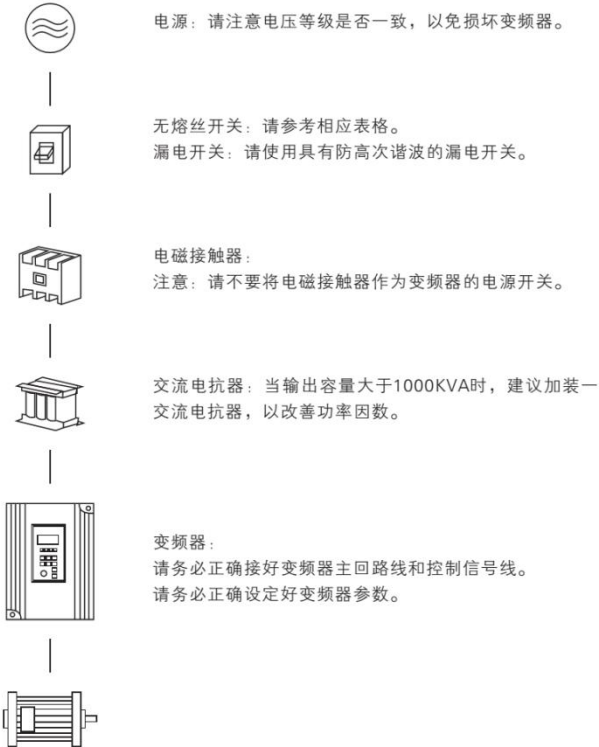 电源：请注意电压等级是否一致，以免损坏变频器。
无熔丝开关：请参考相应表格。
漏电开关：请使用具有防高次谐波的漏电开关。
电磁接触器：
注意：请不要将电磁接触器作为变频器的电源开关。
交流电抗器：当输出容量大于1000KVA时，建议加装一
交流电抗器，以改善功率因数。
变频器：
请务必正确接好变频器主回路线和控制信号线。
请务必正确设定好变频器参数。